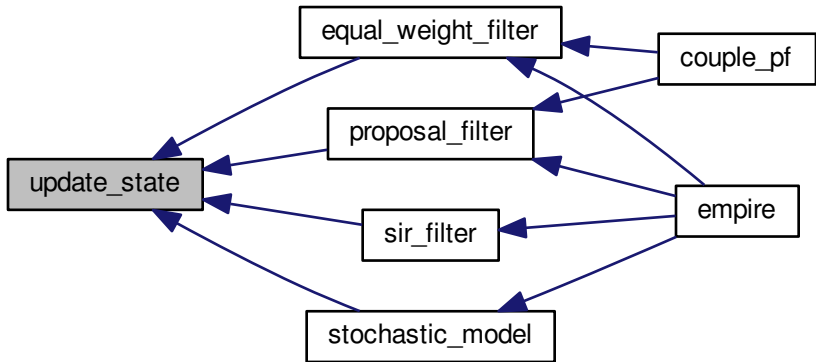 equal_weight_filter
couple_pf
proposal_filter
update_state
empire
sir_filter
stochastic_model